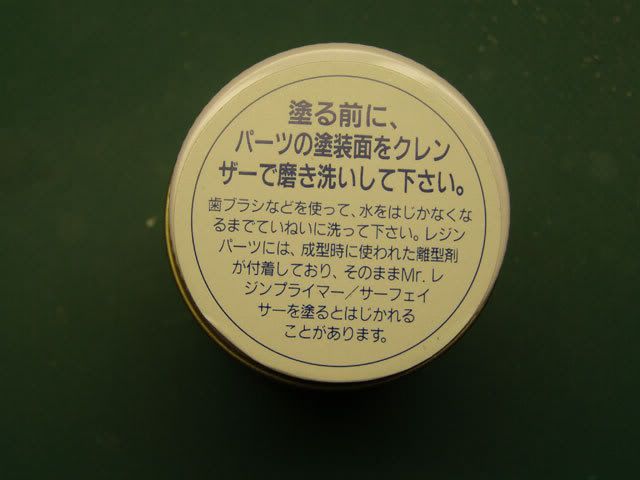 塗る前に、
パーツの塗装面をクレン
ザーで磨き洗いして下さい。
歯ブラシなどを使って、水をはじかなくな
るまでていねいに洗って下さい。レジン
パーツには、成型時に使われた離型剤
が付着しており、そのままMr. レ
ジンプライマー／サーフェイ
サーを塗るとはじかれる
ことがあります。